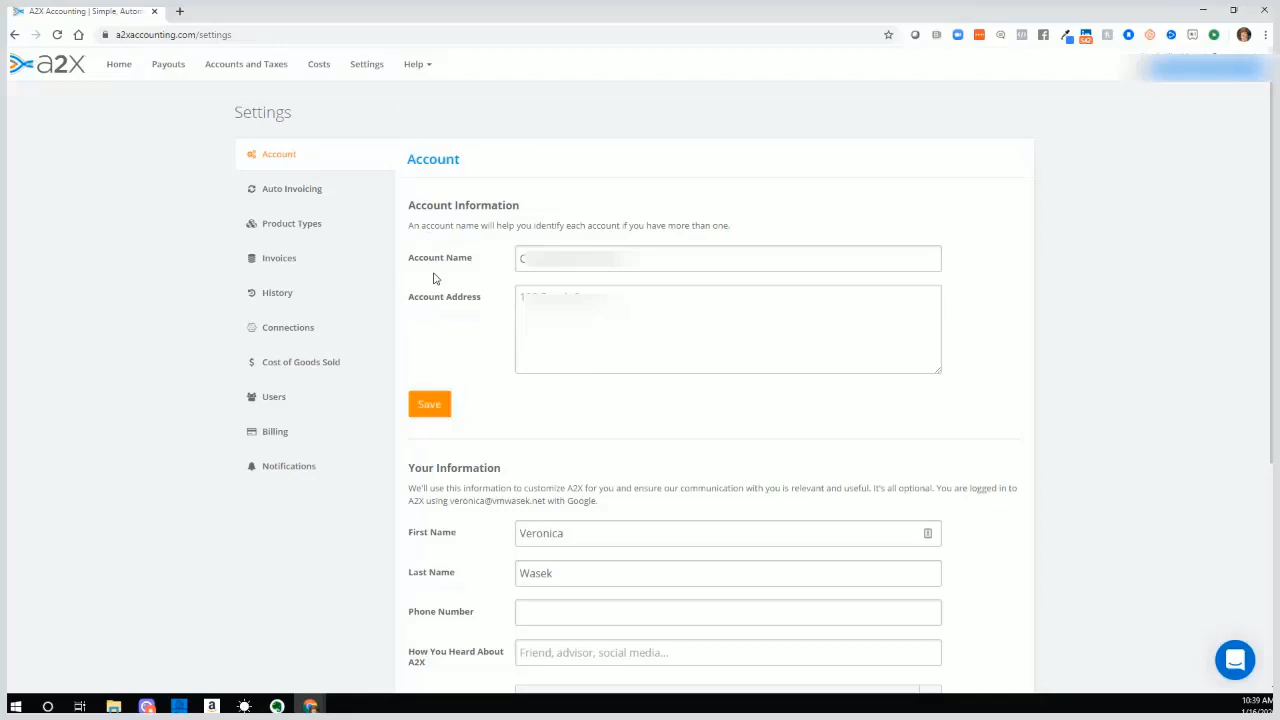 A2X Accounting | Simple, Autom
a2xaccounting.com/settings
a2x
Home Payouts Accounts and Taxes Costs Settings Help
Settings
Account
Auto Invoicing
Product Types
Invoices
History
Connections
Cost of Goods Sold
Users
Billing
Notifications
Account
Account Information
An account name will help you identify each account if you have more than one.
Account Name
Account Address
Save
Your Information
We'll use this information to customize A2X for you and ensure our communication with you is relevant and useful. It's all optional. You are logged in to
A2X using veronica@vmwasek.net with Google.
First Name Veronica
Last Name Wasek
Phone Number
How You Heard About
A2X
Friend, advisor, social media...
10:39 AM